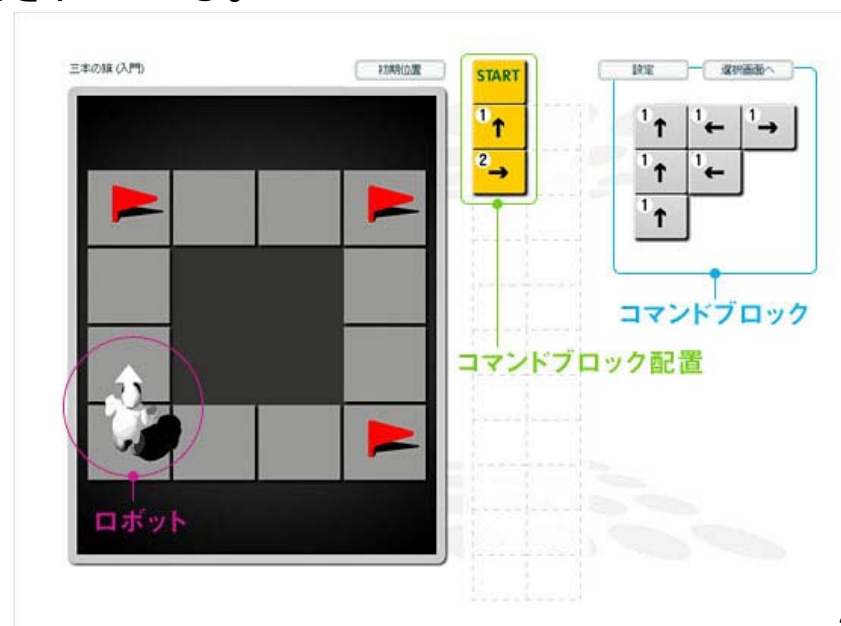 三本の旗 (入門)
初期位置
START
1 ↑
2 →
設定
選択画面へ
1 ↑ 1 ← 1 →
1 ↑ 1 ←
1 ↑
コマンドブロック
コマンドブロック配置
ロボット